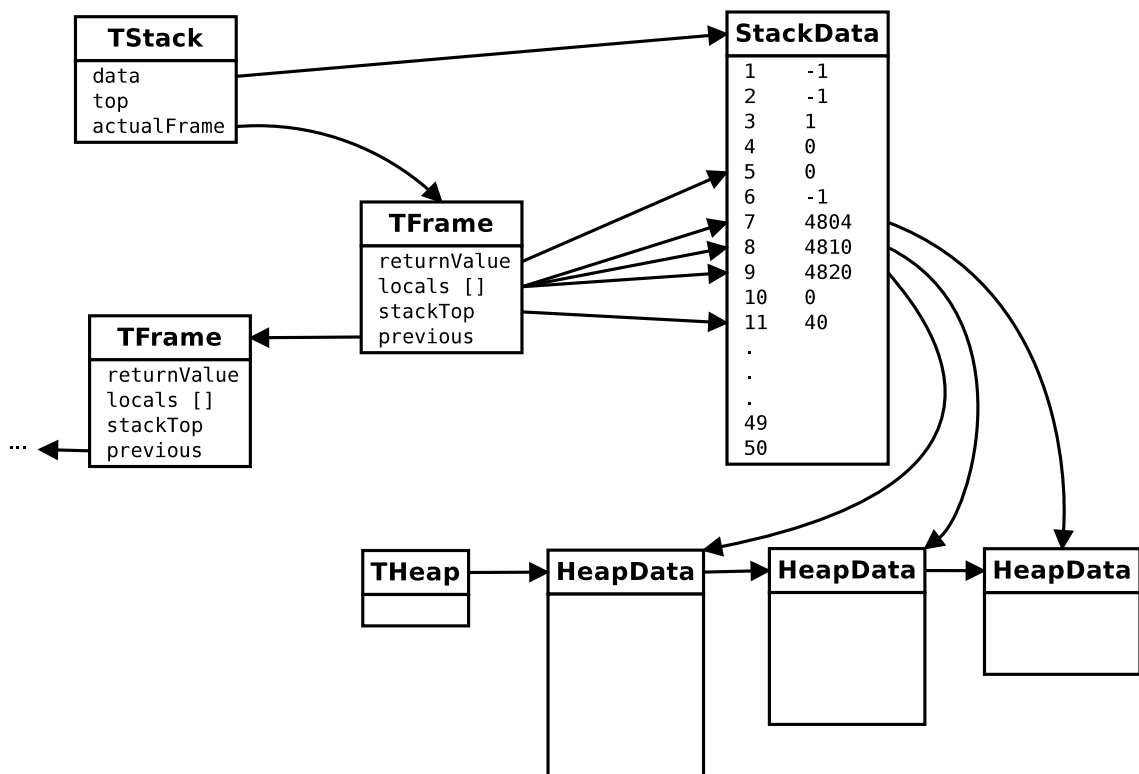 TStack
data
top
actualFrame
StackData
1 -1
2 -1
3 1
4 0
5 0
6 -1
7 4804
8 4810
9 4820
10 0
11 40
.
.
.
49
50
TFrame
returnValue
locals []
stackTop
previous
TFrame
returnValue
locals []
stackTop
previous
...
THeap
HeapData
HeapData
HeapData